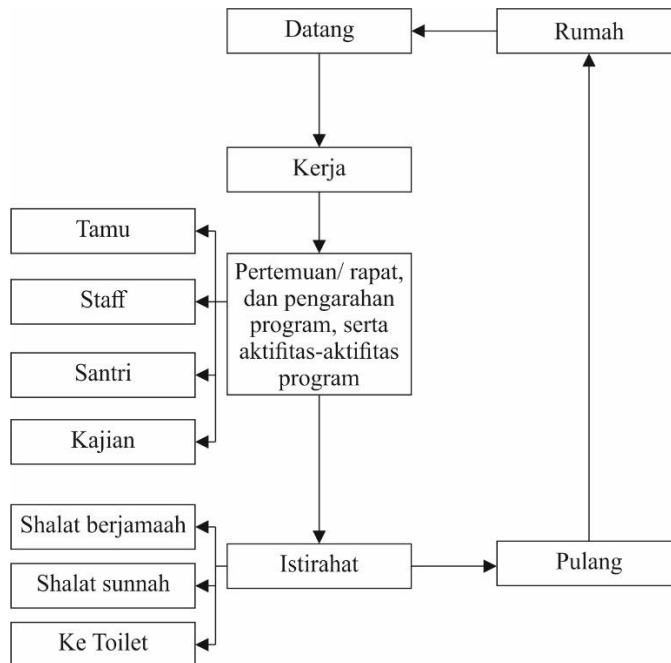 Datang
Rumah
Kerja
Tamu
Staff
Santri
Kajian
Pertemuan/ rapat,
dan pengarahan
program, serta
aktifitas-aktifitas
program
Shalat berjamaah
Shalat sunnah
Ke Toilet
Istirahat
Pulang